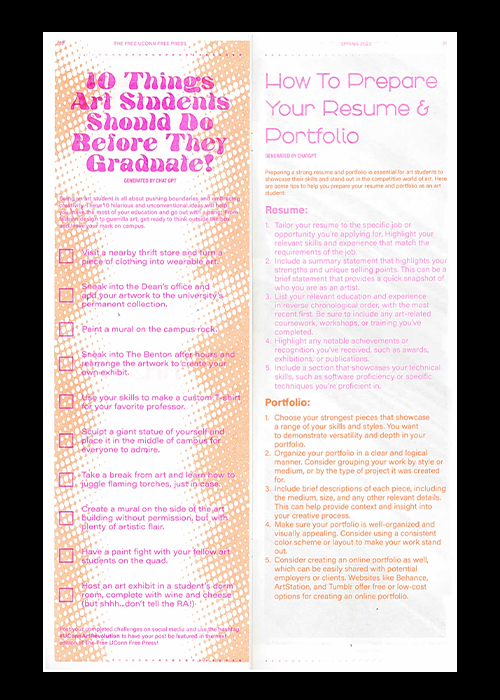 THE FREE UCONN FREE PRESS
10 Things
Art Students
Should Do
Before They
Graduate!
GENERATED BY CHAT GPT
Being an art student is all about pushing boundaries and embracing
creativity. These 10 hilarious and unconventional ideas will help
you make the most of your education and go out with a bang. From
fashion design to guerrilla art, get ready to think outside the box
and leave your mark on campus.
Visit a nearby thrift store and turn a
piece of clothing into wearable art.
Sneak into the Dean's office and
add your artwork to the university's
permanent collection.
Paint a mural on the campus rock.
Sneak into The Benton after hours and
rearrange the artwork to create your
own exhibit.
Use your skills to make a custom T-shirt
for your favorite professor.
Sculpt a giant statue of yourself and
place it in the middle of campus for
everyone to admire.
Take a break from art and learn how to
juggle flaming torches, just in case.
Create a mural on the side of the art
building without permission, but with
plenty of artistic flair.
Have a paint fight with your fellow art
students on the quad.
Host an art exhibit in a student's dorm
room, complete with wine and cheese
(but shhh...don't tell the RA!)
Post your completed challenges on social media and use the hashtag
#UConnArtRevolution to have your post be featured in the next
edition of The Free UConn Free Press!
SPRING 2023
How To Prepare
Your Resume &
Portfolio
GENERATED BY CHATGPT
Preparing a strong resume and portfolio is essential for art students to
showcase their skills and stand out in the competitive world of art. Here
are some tips to help you prepare your resume and portfolio as an art
student:
Resume:
1. Tailor your resume to the specific job or
opportunity you're applying for. Highlight your
relevant skills and experience that match the
requirements of the job.
2. Include a summary statement that highlights your
strengths and unique selling points. This can be a
brief statement that provides a quick snapshot of
who you are as an artist.
3. List your relevant education and experience
in reverse chronological order, with the most
recent first. Be sure to include any art-related
coursework, workshops, or training you've
completed.
4. Highlight any notable achievements or
recognition you've received, such as awards,
exhibitions, or publications.
5. Include a section that showcases your technical
skills, such as software proficiency or specific
techniques you're proficient in.
Portfolio:
1. Choose your strongest pieces that showcase
a range of your skills and styles. You want
to demonstrate versatility and depth in your
portfolio.
2. Organize your portfolio in a clear and logical
manner. Consider grouping your work by style or
medium, or by the type of project it was created
for.
3. Include brief descriptions of each piece, including
the medium, size, and any other relevant details.
This can help provide context and insight into
your creative process.
4. Make sure your portfolio is well-organized and
visually appealing. Consider using a consistent
color scheme or layout to make your work stand
out.
5. Consider creating an online portfolio as well,
which can be easily shared with potential
employers or clients. Websites like Behance,
ArtStation, and Tumblr offer free or low-cost
options for creating an online portfolio.